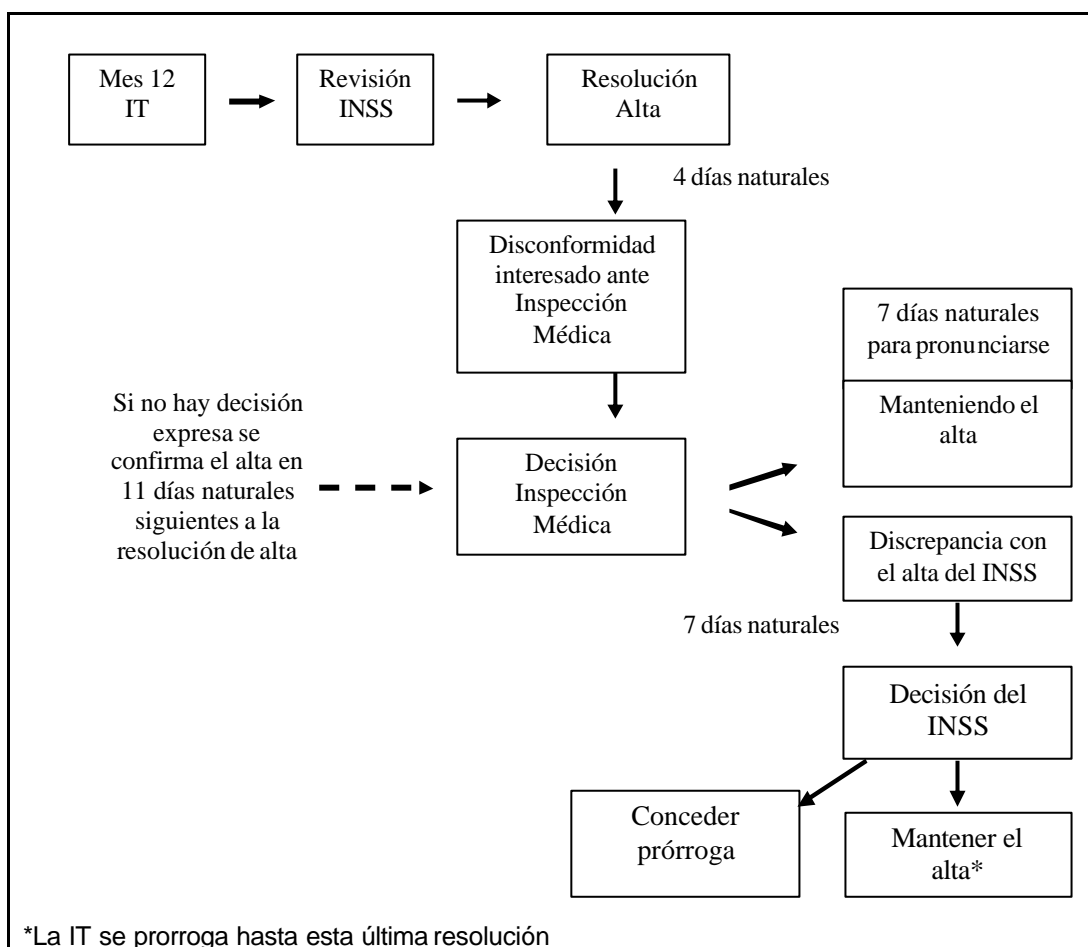 Mes 12
IT
Revisión
INSS
Resolución
Alta
4 días naturales
Disconformidad
interesado ante
Inspección
Médica
7 días naturales
para pronunciarse
Manteniendo el
alta
Si no hay decisión
expresa se
confirma el alta en
11 días naturales
siguientes a la
resolución de alta
Decisión
Inspección
Médica
Discrepancia con
el alta del INSS
7 días naturales
Decisión del
INSS
Conceder
prórroga
Mantener el
alta*
*La IT se prorroga hasta esta última resolución